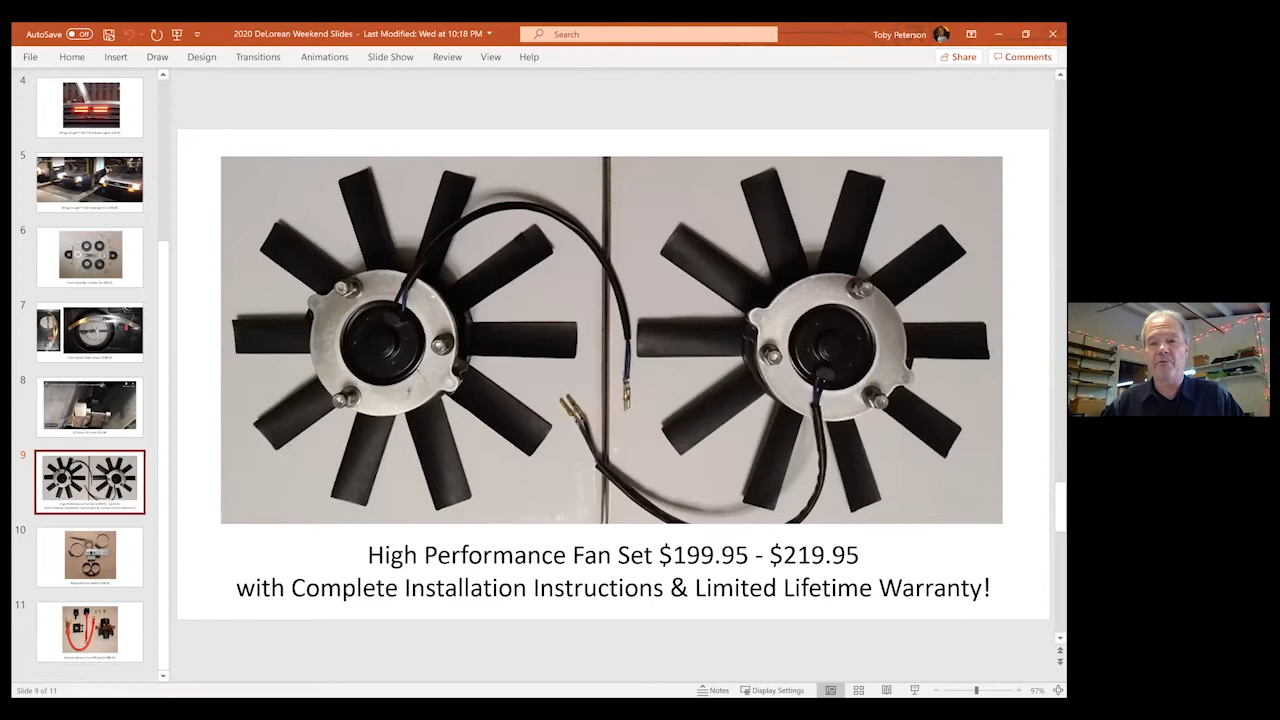 AutoSave Off
2020 DeLorean Weekend Slides - Last Modified: Wed at 10:18 PM
Search
Toby Peterson
File Home Insert Draw Design Transitions Animations Slide Show Review View Help
Share Comments
4
5
6
7
8
9
10
11
High Performance Fan Set $199.95 - $219.95
with Complete Installation Instructions & Limited Lifetime Warranty!
Slide 9 of 11
Notes Display Settings
97%